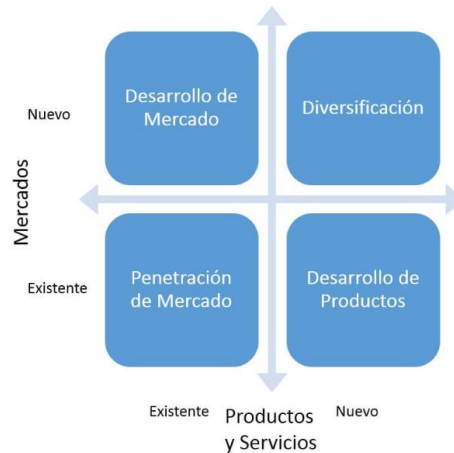 Desarrollo de
Mercado
Diversificación
Nuevo
Mercados
Penetración
de Mercado
Desarrollo de
Productos
Existente
Existente
Productos
y Servicios
Nuevo